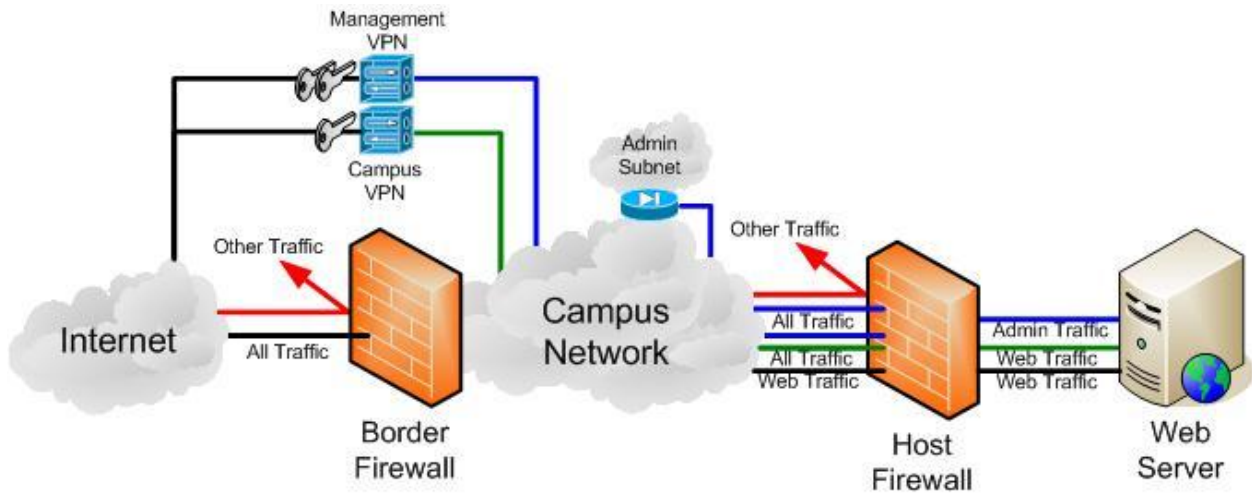 Management
VPN
Campus
VPN
Admin
Subnet
Other Traffic
Other Traffic
Internet
All Traffic
Campus
Network
All Traffic
All Traffic
Web Traffic
Admin Traffic
Web Traffic
Web Traffic
Border
Firewall
Host
Firewall
Web
Server